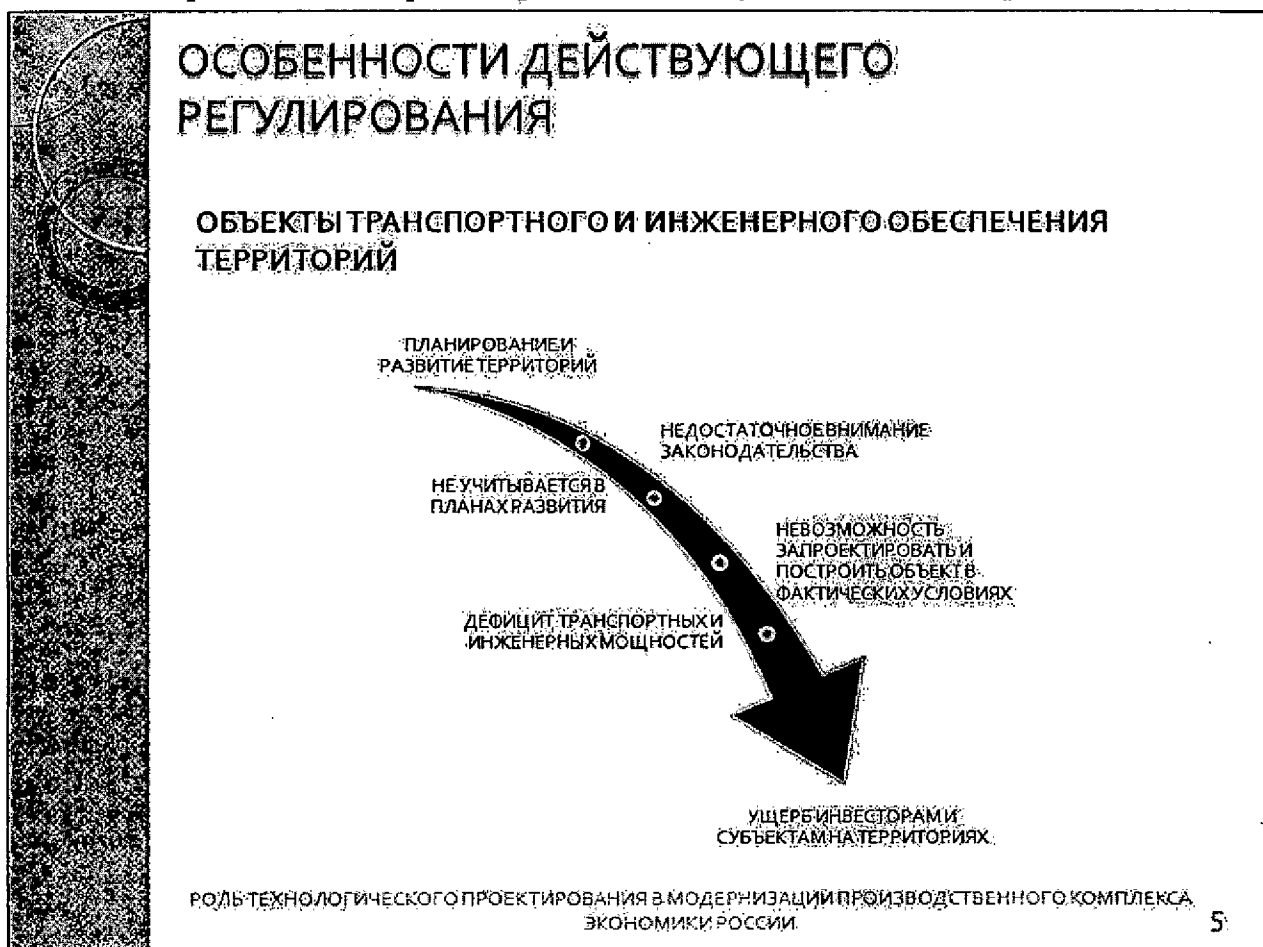 ОСОБЕННОСТИ ДЕЙСТВУЮЩЕГО
РЕГУЛИРОВАНИЯ
ОБЪЕКТЫ ТРАНСПОРТНОГО И ИНЖЕНЕРНОГО ОБЕСПЕЧЕНИЯ
ТЕРРИТОРИЙ
ПЛАНИРОВАНИЕ И
РАЗВИТИЕ ТЕРРИТОРИЙ
НЕДОСТАТОЧНОЕ ВНИМАНИЕ
ЗАКОНОДАТЕЛЬСТВА
НЕ УЧИТЫВАЕТСЯ В
ПЛАНАХ РАЗВИТИЯ
НЕВОЗМОЖНОСТЬ
ЗАПРОЕКТИРОВАТЬ И
ПОСТРОИТЬ ОБЪЕКТ В
ФАКТИЧЕСКИХ УСЛОВИЯХ
ДЕФИЦИТ ТРАНСПОРТНЫХ И
ИНЖЕНЕРНЫХ МОЩНОСТЕЙ
УЩЕРБ ИНВЕСТОРАМ И
СУБЪЕКТАМ НА ТЕРРИТОРИЯХ
РОЛЬ ТЕХНОЛОГИЧЕСКОГО ПРОЕКТИРОВАНИЯ В МОДЕРНИЗАЦИИ ПРОИЗВОДСТВЕННОГО КОМПЛЕКСА
ЭКОНОМИКИ РОССИИ
5